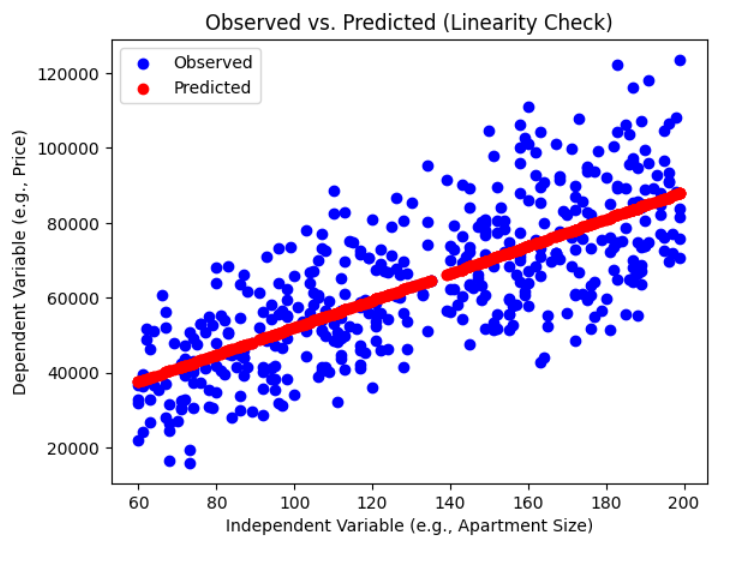 Observed vs. Predicted (Linearity Check)
Observed
Predicted
120000
100000
80000
60000
40000
20000
Dependent Variable (e.g., Price)
60 80 100 120 140 160 180 200
Independent Variable (e.g., Apartment Size)